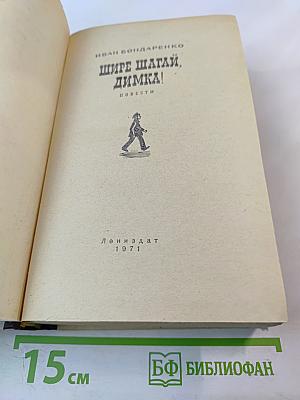 ИВАН БОНДАРЕНКО
ШИРЕ ШАГАЙ,
ДИМКА!
ПОВЕСТИ
Лениздат
1971
15 см
БФ БИБЛИОФАН